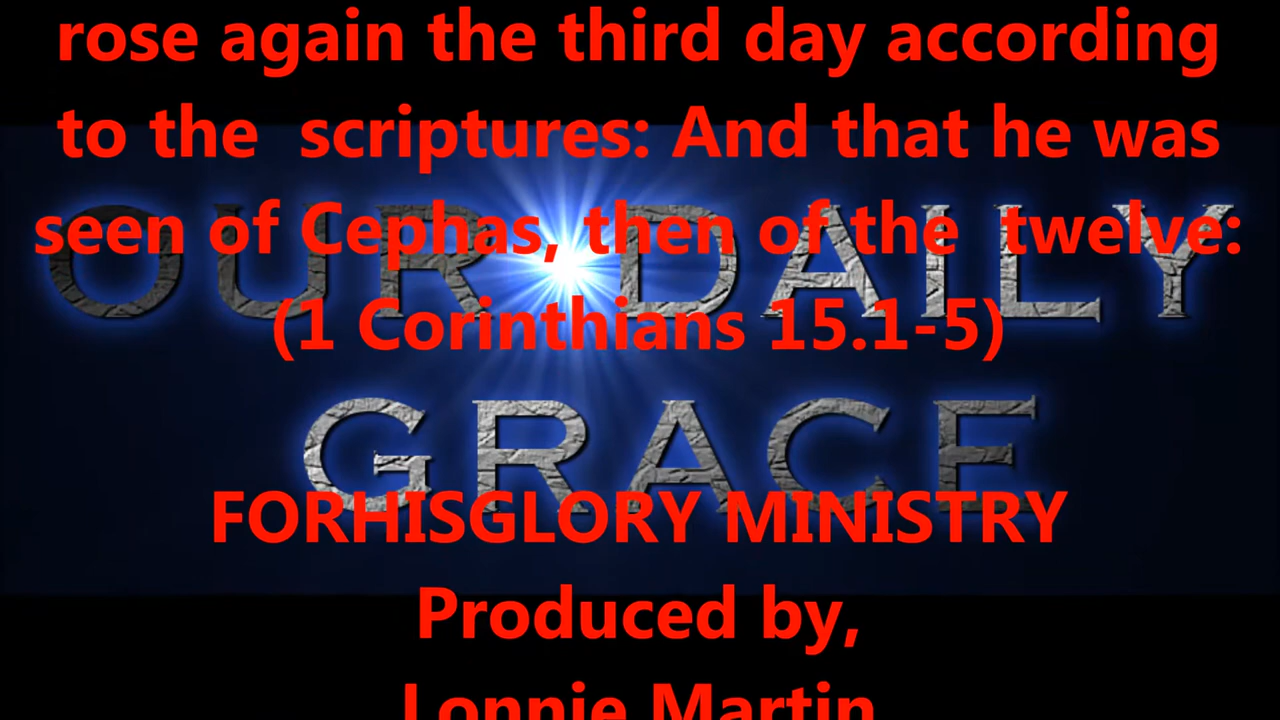 rose again the third day according
to the scriptures: And that he was
seen of Cephas, then of the twelve:
OUR DAILY
(1 Corinthians 15.1-5)
GRACE
FORHISGLORY MINISTRY
Produced by,
Lonnie Martin